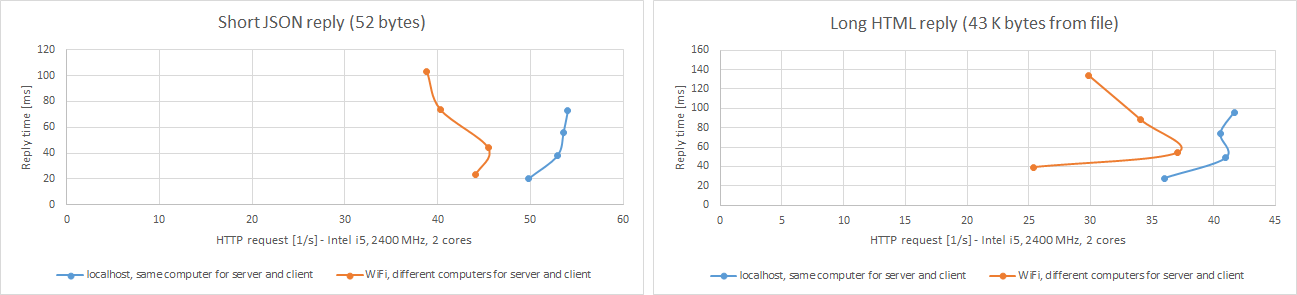 Short JSON reply (52 bytes)
120
100
80
60
40
20
0
Reply time [ms]
0 10 20 30 40 50 60
HTTP request [1/s] - Intel i5, 2400 MHz, 2 cores
localhost, same computer for server and client
WiFi, different computers for server and client
Long HTML reply (43 K bytes from file)
160
140
120
100
80
60
40
20
0
Reply time [ms]
0 5 10 15 20 25 30 35 40 45
HTTP request [1/s] - Intel i5, 2400 MHz, 2 cores
localhost, same computer for server and client
WiFi, different computers for server and client